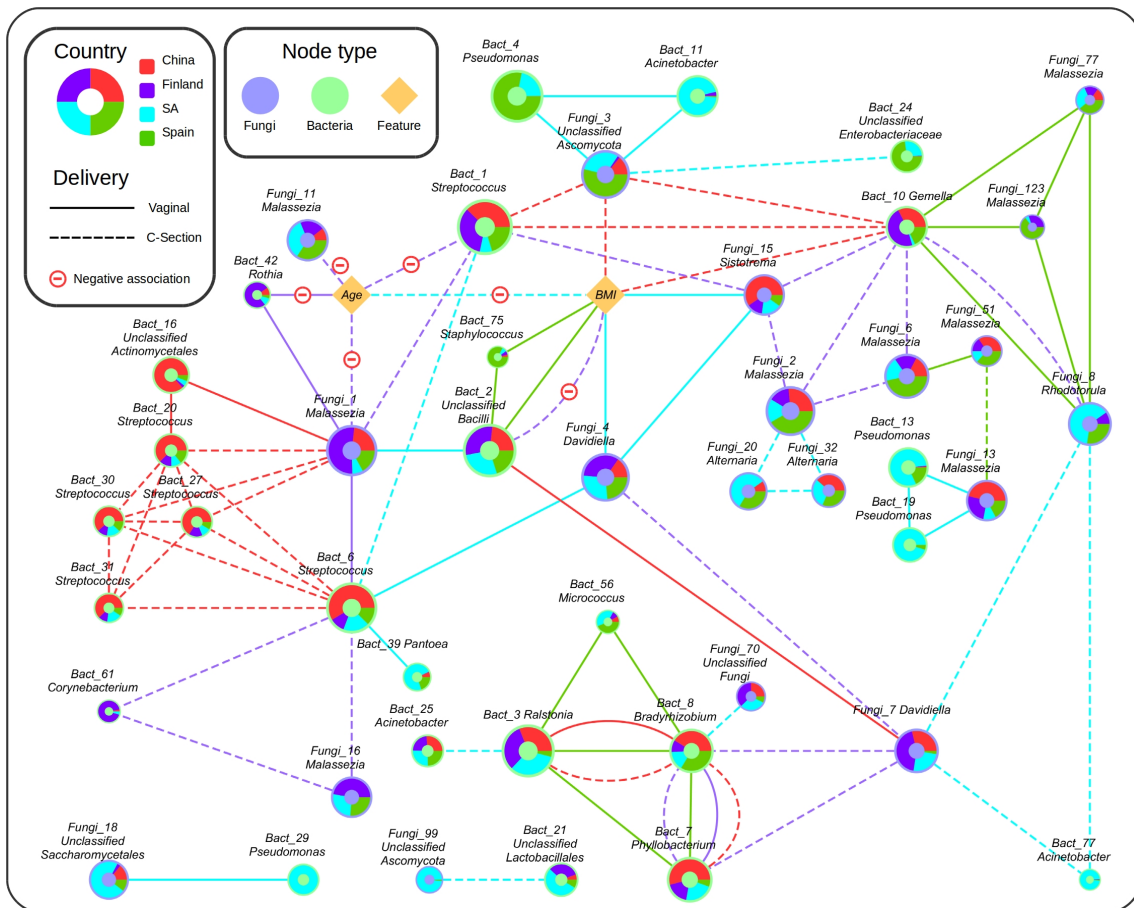 Country
China
Finland
SA
Spain
Delivery
Vaginal
C-Section
Negative association
Node type
Fungi
Bacteria
Feature
Bact_4
Pseudomonas
Bact_11
Acinetobacter
Fungi_77
Malassezia
Fungi_3
Unclassified
Ascomycota
Bact_24
Unclassified
Enterobacteriaceae
Bact_1
Streptococcus
Fungi_11
Malassezia
Bact_10 Gemella
Fungi_123
Malassezia
Bact_42
Rothia
Fungi_15
Sistotrema
Age
BMI
Bact_16
Unclassified
Actinomycetales
Bact_75
Staphylococcus
Fungi_6
Malassezia
Fungi_51
Malassezia
Fungi_2
Malassezia
Fungi_8
Rhodotorula
Bact_20
Streptococcus
Fungi_1
Malassezia
Bact_2
Unclassified
Bacilli
Fungi_4
Davidiella
Fungi_20
Alternaria
Fungi_32
Alternaria
Bact_13
Pseudomonas
Fungi_13
Malassezia
Bact_30
Streptococcus
Bact_27
Streptococcus
Bact_19
Pseudomonas
Bact_31
Streptococcus
Bact_6
Streptococcus
Bact_56
Micrococcus
Bact_39 Pantoea
Bact_61
Corynebacterium
Fungi_70
Unclassified
Fungi
Bact_25
Acinetobacter
Bact_3 Ralstonia
Bact_8
Bradyrhizobium
Fungi_7 Davidiella
Fungi_16
Malassezia
Fungi_18
Unclassified
Saccharomycetales
Bact_29
Pseudomonas
Fungi_99
Unclassified
Ascomycota
Bact_21
Unclassified
Lactobacillales
Bact_7
Phyllobacterium
Bact_77
Acinetobacter